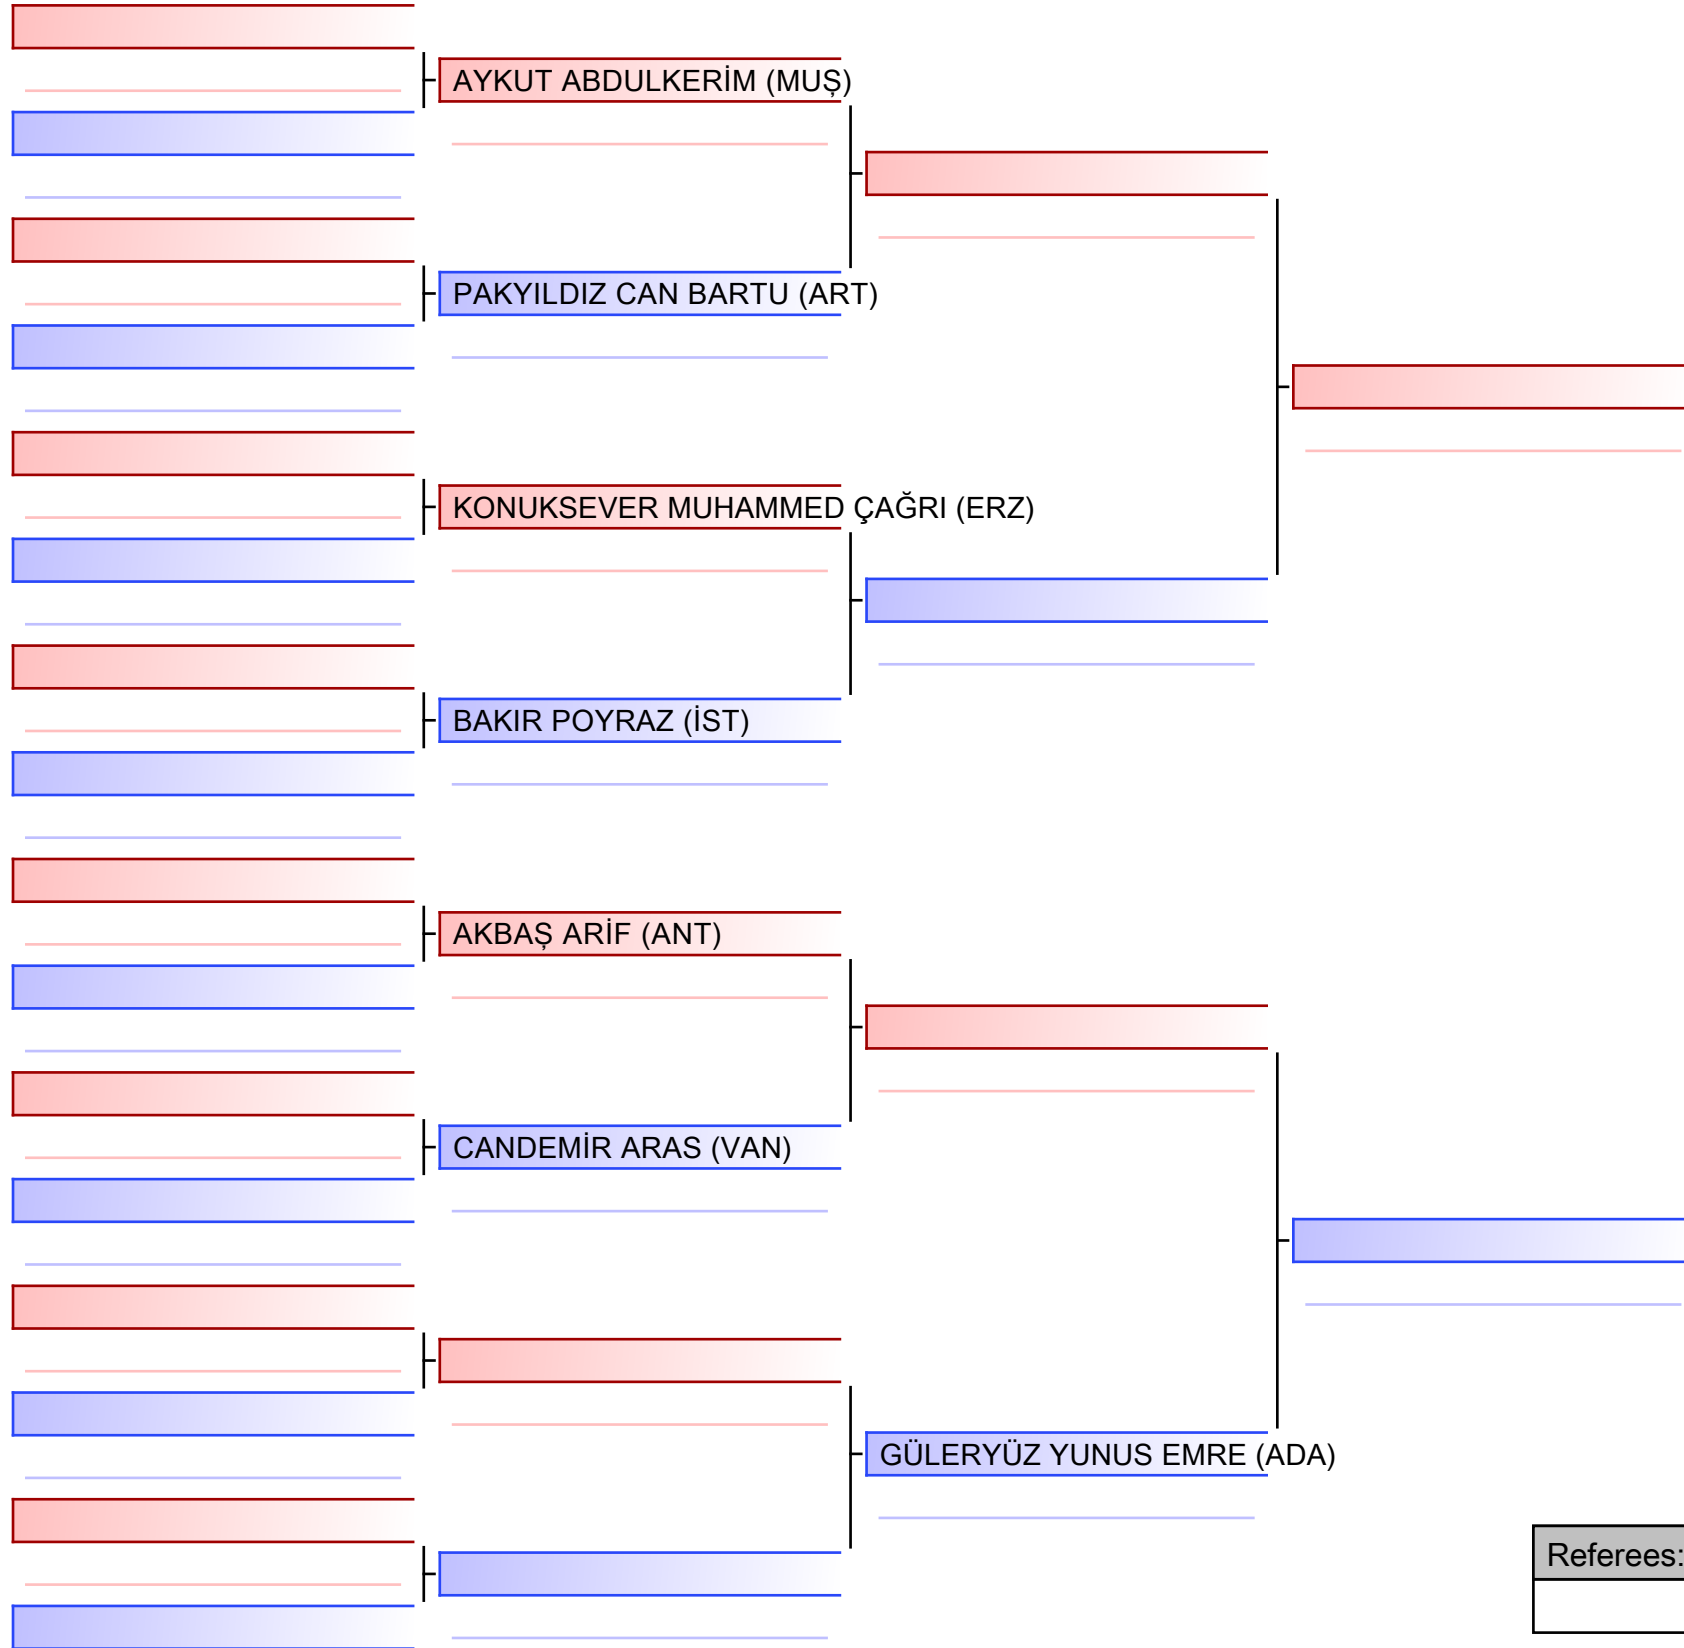 AYKUT ABDULKERİM (MUŞ)
PAKYILDIZ CAN BARTU (ART)
KONUKSEVER MUHAMMED ÇAĞRI (ERZ)
BAKIR POYRAZ (İST)
AKBAŞ ARİF (ANT)
CANDEMİR ARAS (VAN)
GÜLERYÜZ YUNUS EMRE (ADA)
Referees: